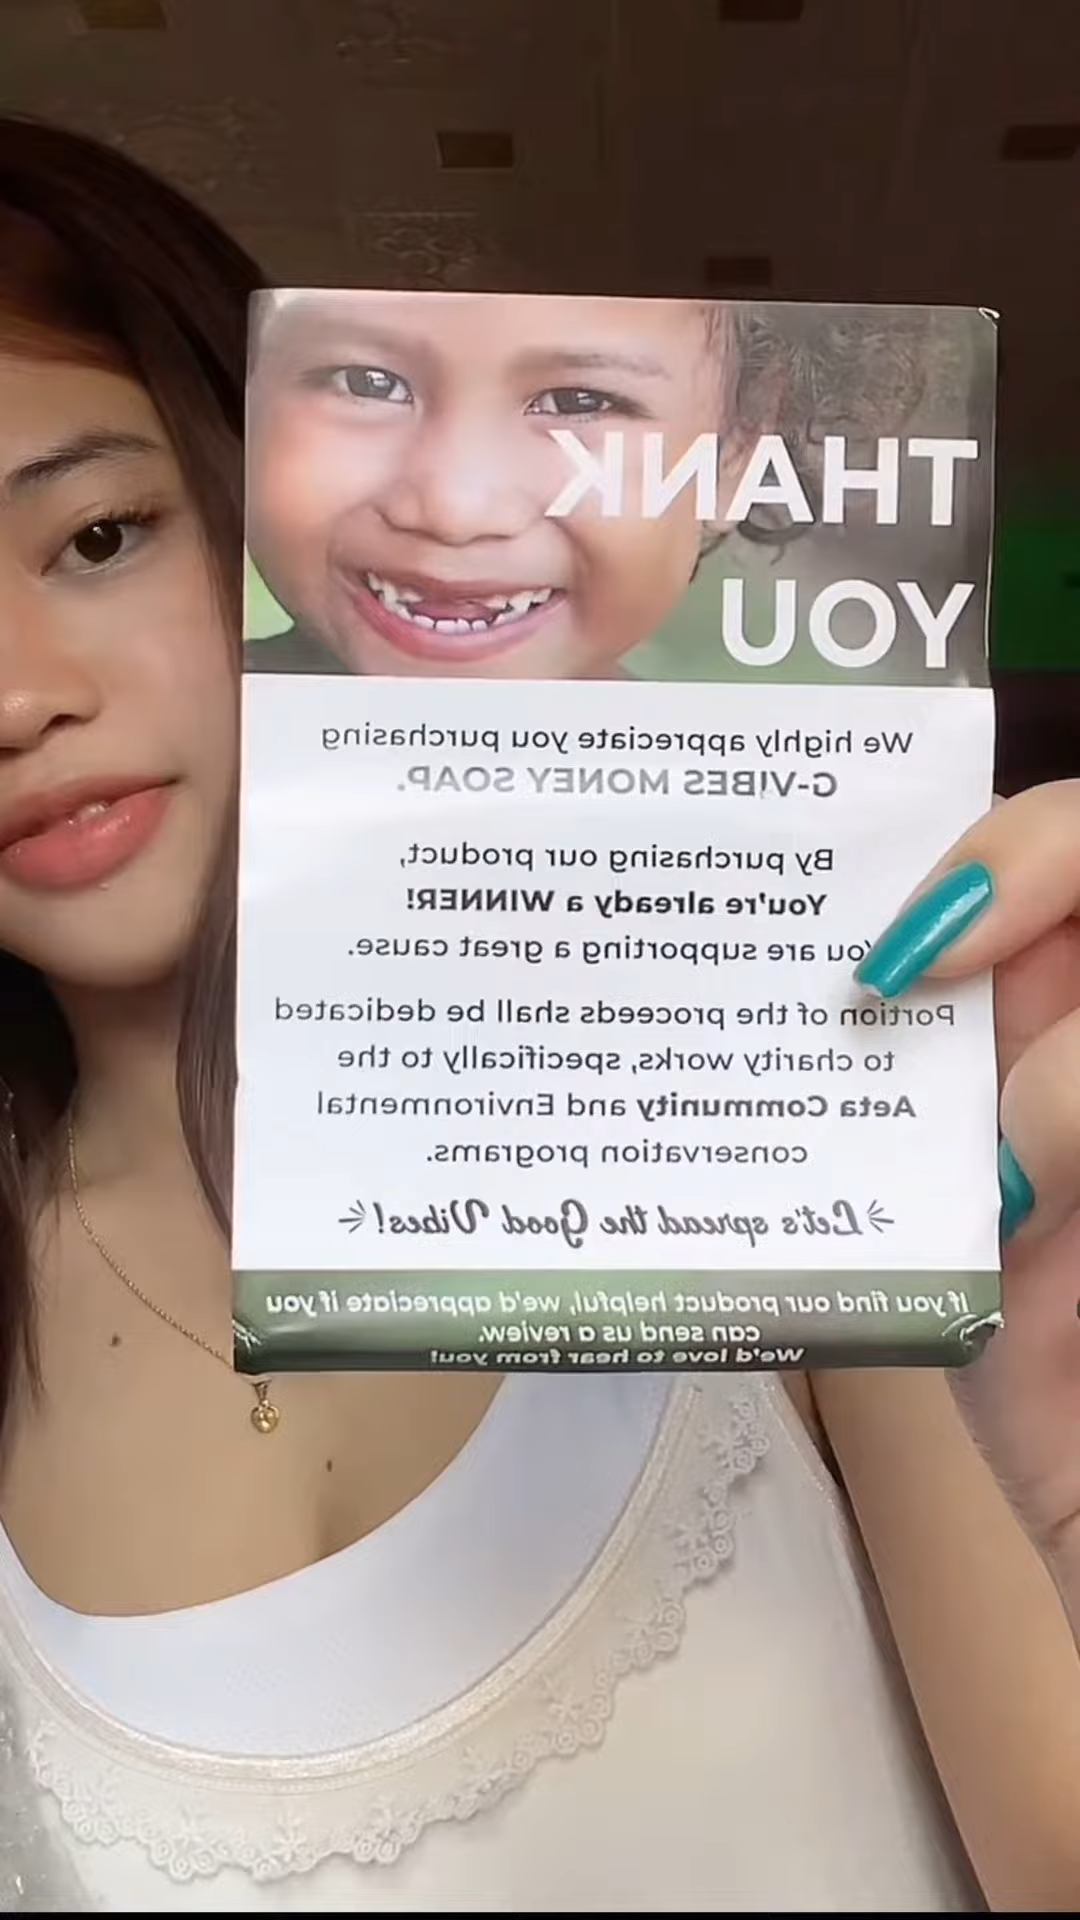 THANK
YOU
We highly appreciate you purchasing
G-VIBES MONEY SOAP.
By purchasing our product,
You're already a WINNER!
You are supporting a great cause.
Portion of the proceeds shall be dedicated
to charity works, specifically to the
Aeta Community and Environmental
conservation programs.
Let's spread the Good Vibes!
If you find our product helpful, we'd appreciate if you
can send us a review.
We'd love to hear from you!